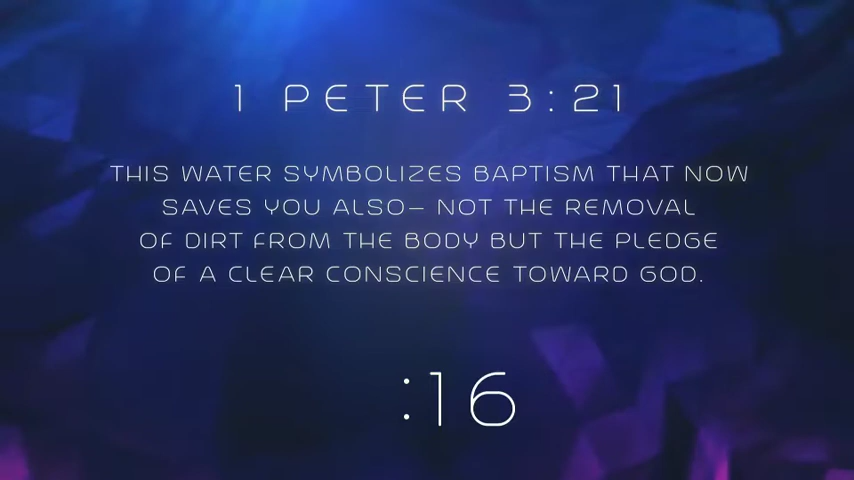 1 PETER 3:21
THIS WATER SYMBOLIZES BAPTISM THAT NOW
SAVES YOU ALSO— NOT THE REMOVAL
OF DIRT FROM THE BODY BUT THE PLEDGE
OF A CLEAR CONSCIENCE TOWARD GOD.
:16